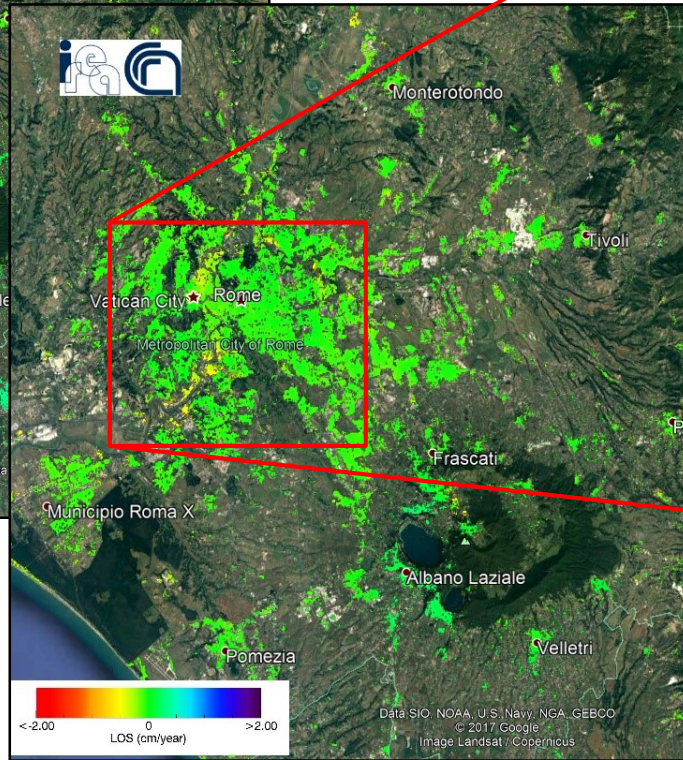 irea CNR
Monterotondo
Tivoli
Vatican City
Rome
Metropolitan City of Rome
Frascati
Municipio Roma X
Albano Laziale
Velletri
Pomezia
<-2.00
0
>2.00
LOS (cm/year)
Data SIO, NOAA, U.S. Navy, NGA, GEBCO
© 2017 Google
Image Landsat / Copernicus